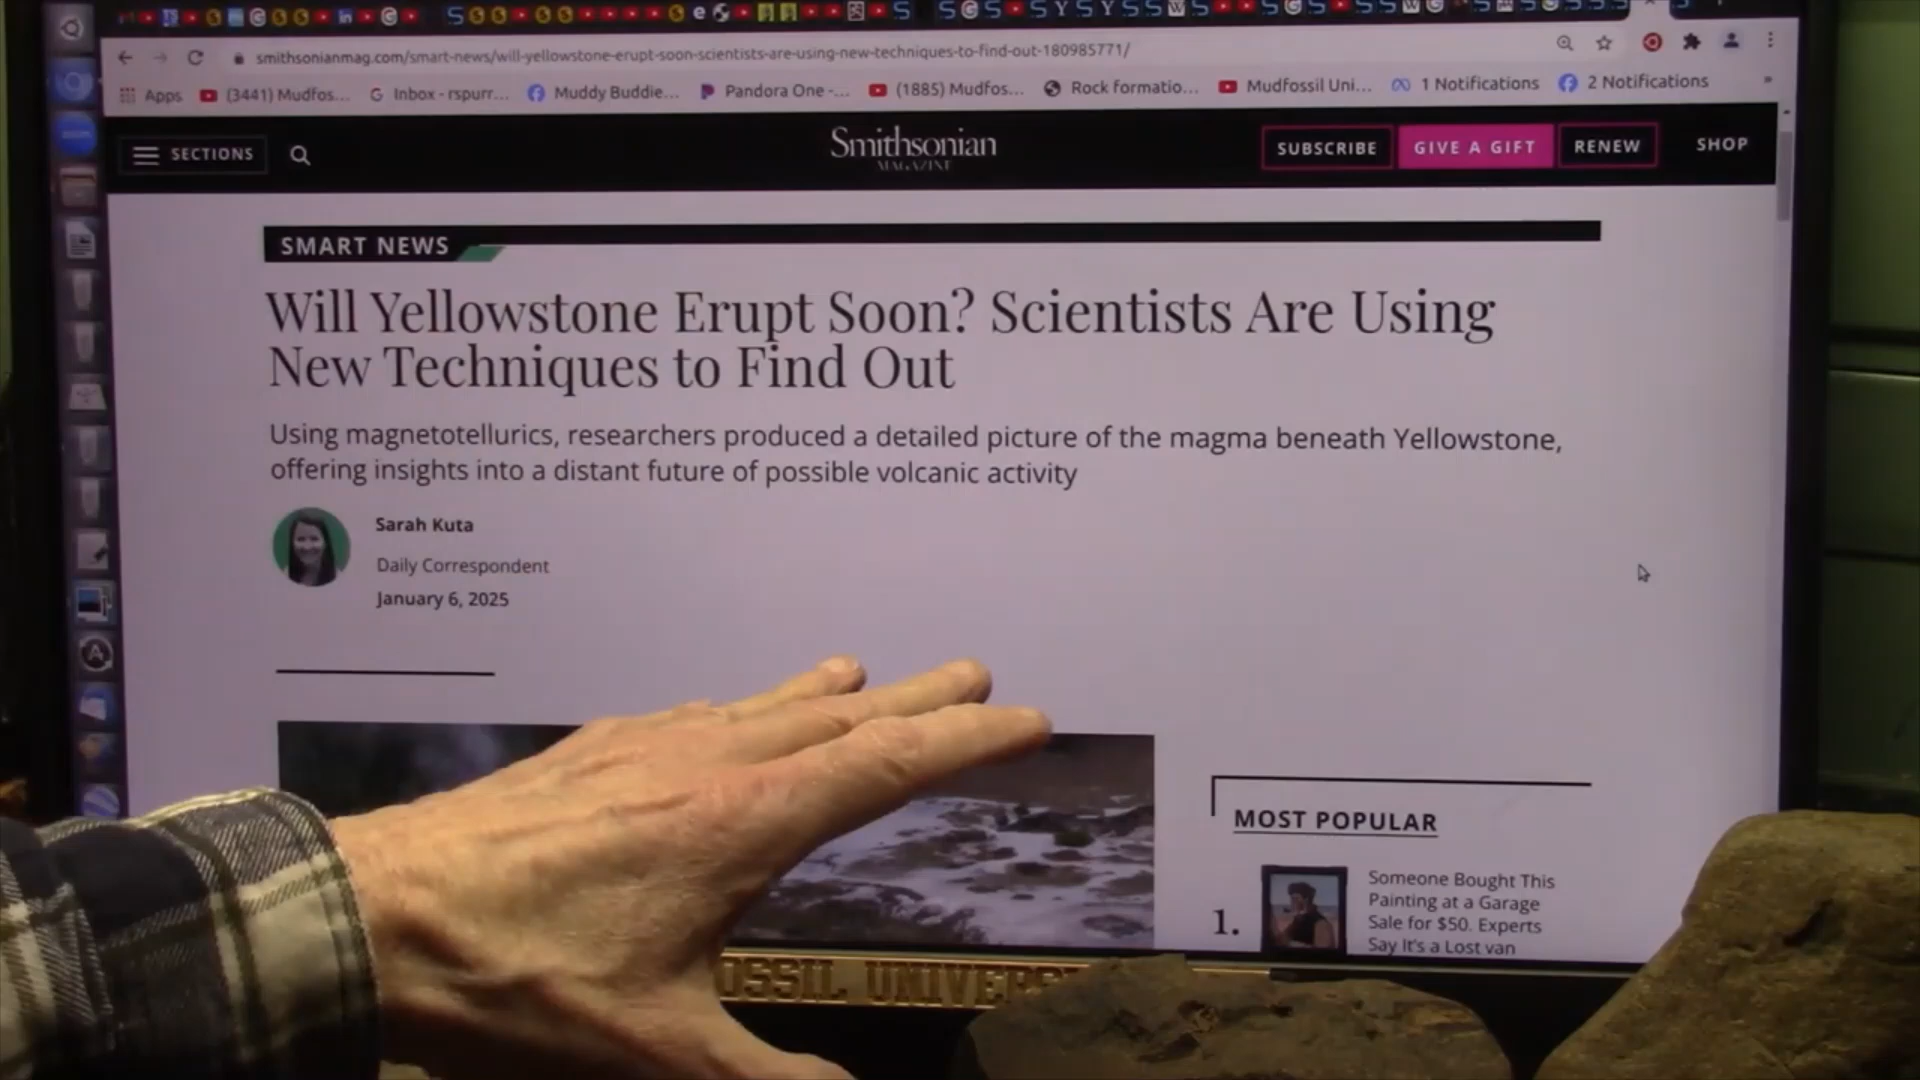 smithsonianmag.com/smart-news/will-yellowstone-erupt-soon-scientists-are-using-new-techniques-to-find-out-180985771/
Apps (3441) Mudfos... Inbox - rspurr... Muddy Buddie... Pandora One -... (1885) Mudfos... Rock formatio... Mudfossil Uni... 1 Notifications 2 Notifications »
SECTIONS Smithsonian MAGAZINE SUBSCRIBE GIVE A GIFT RENEW SHOP
SMART NEWS
Will Yellowstone Erupt Soon? Scientists Are Using
New Techniques to Find Out
Using magnetotellurics, researchers produced a detailed picture of the magma beneath Yellowstone,
offering insights into a distant future of possible volcanic activity
Sarah Kuta
Daily Correspondent
January 6, 2025
MOST POPULAR
1.
Someone Bought This
Painting at a Garage
Sale for $50. Experts
Say It's a Lost van
OSSIL UNIVERS